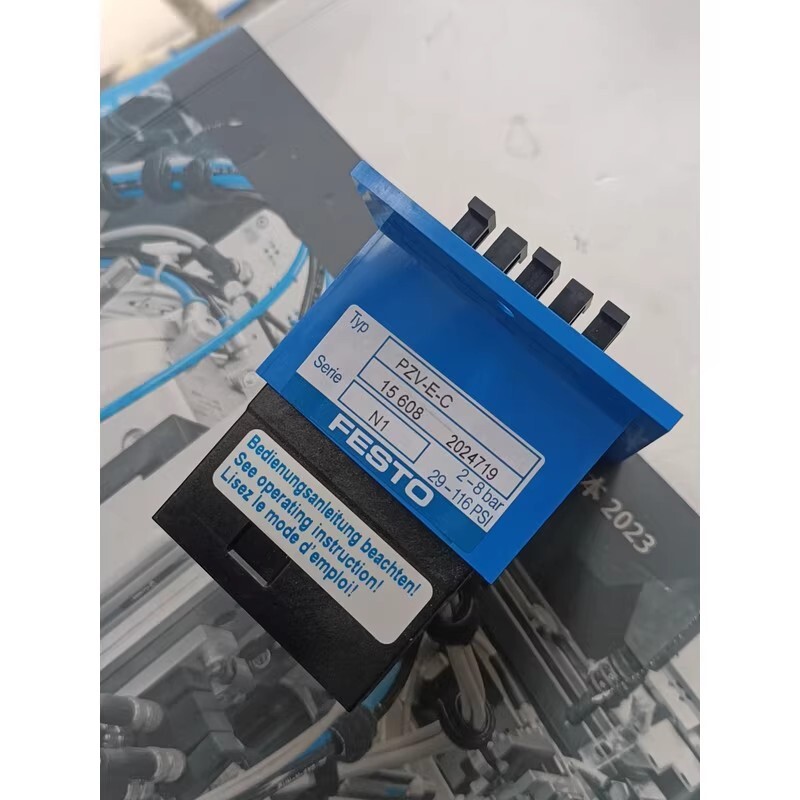 Typ
PZV-E-C
15 608 2024719
Serie
N1
2-8 bar
FESTO
29-116 PSI
Bedienungsanleitung beachten!
See operating instruction!
Lisez le mode d'emploi!
本 2023